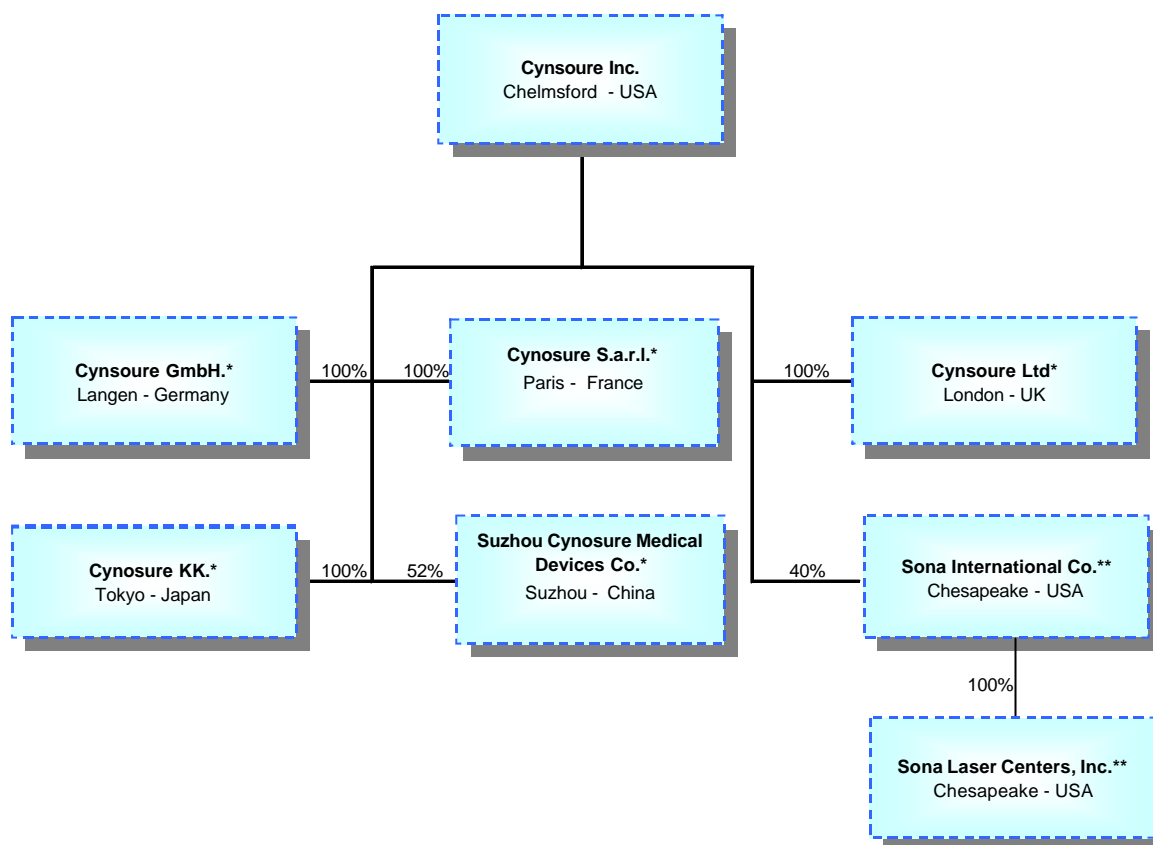 Cynsoure Inc.
Chelmsford - USA
Cynsoure GmbH.*
Langen - Germany
100%
100%
Cynosure S.a.r.l.*
Paris - France
100%
Cynsoure Ltd*
London - UK
Cynosure KK.*
Tokyo - Japan
100%
52%
Suzhou Cynosure Medical
Devices Co.*
Suzhou - China
40%
Sona International Co.**
Chesapeake - USA
100%
Sona Laser Centers, Inc.**
Chesapeake - USA